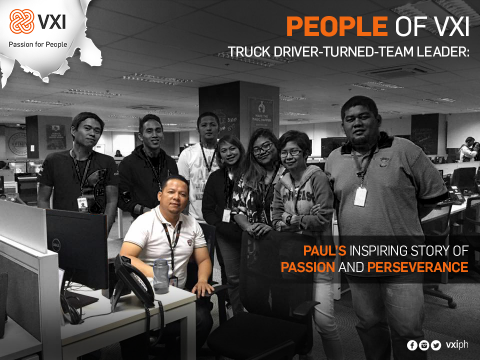 VXI
Passion for People
PEOPLE OF VXI
TRUCK DRIVER-TURNED-TEAM LEADER:
PAUL'S INSPIRING STORY OF
PASSION AND PERSEVERANCE
vxiph